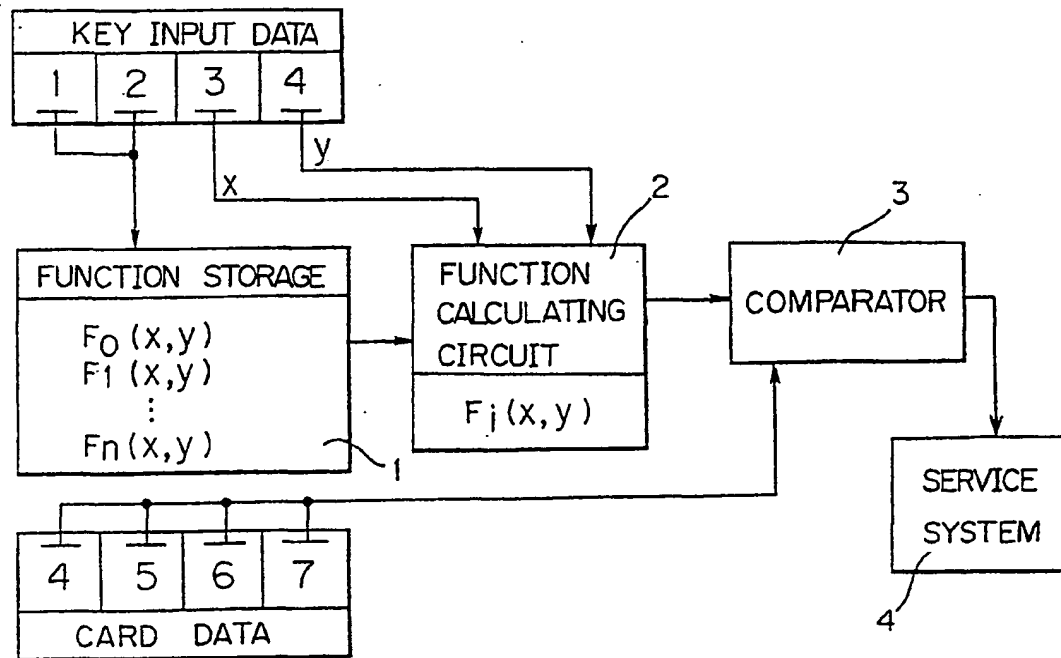 KEY INPUT DATA
1 2 3 4
x
y
FUNCTION STORAGE
F0 (x,y)
F1 (x,y)
⋮
Fn (x,y)
1
FUNCTION
CALCULATING
CIRCUIT
Fi (x,y)
2
COMPARATOR
3
SERVICE
SYSTEM
4
4 5 6 7
CARD DATA